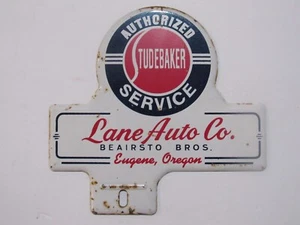 AUTHORIZED
STUDEBAKER
SERVICE
Lane Auto Co.
BEAIRSTO BROS.
Eugene, Oregon